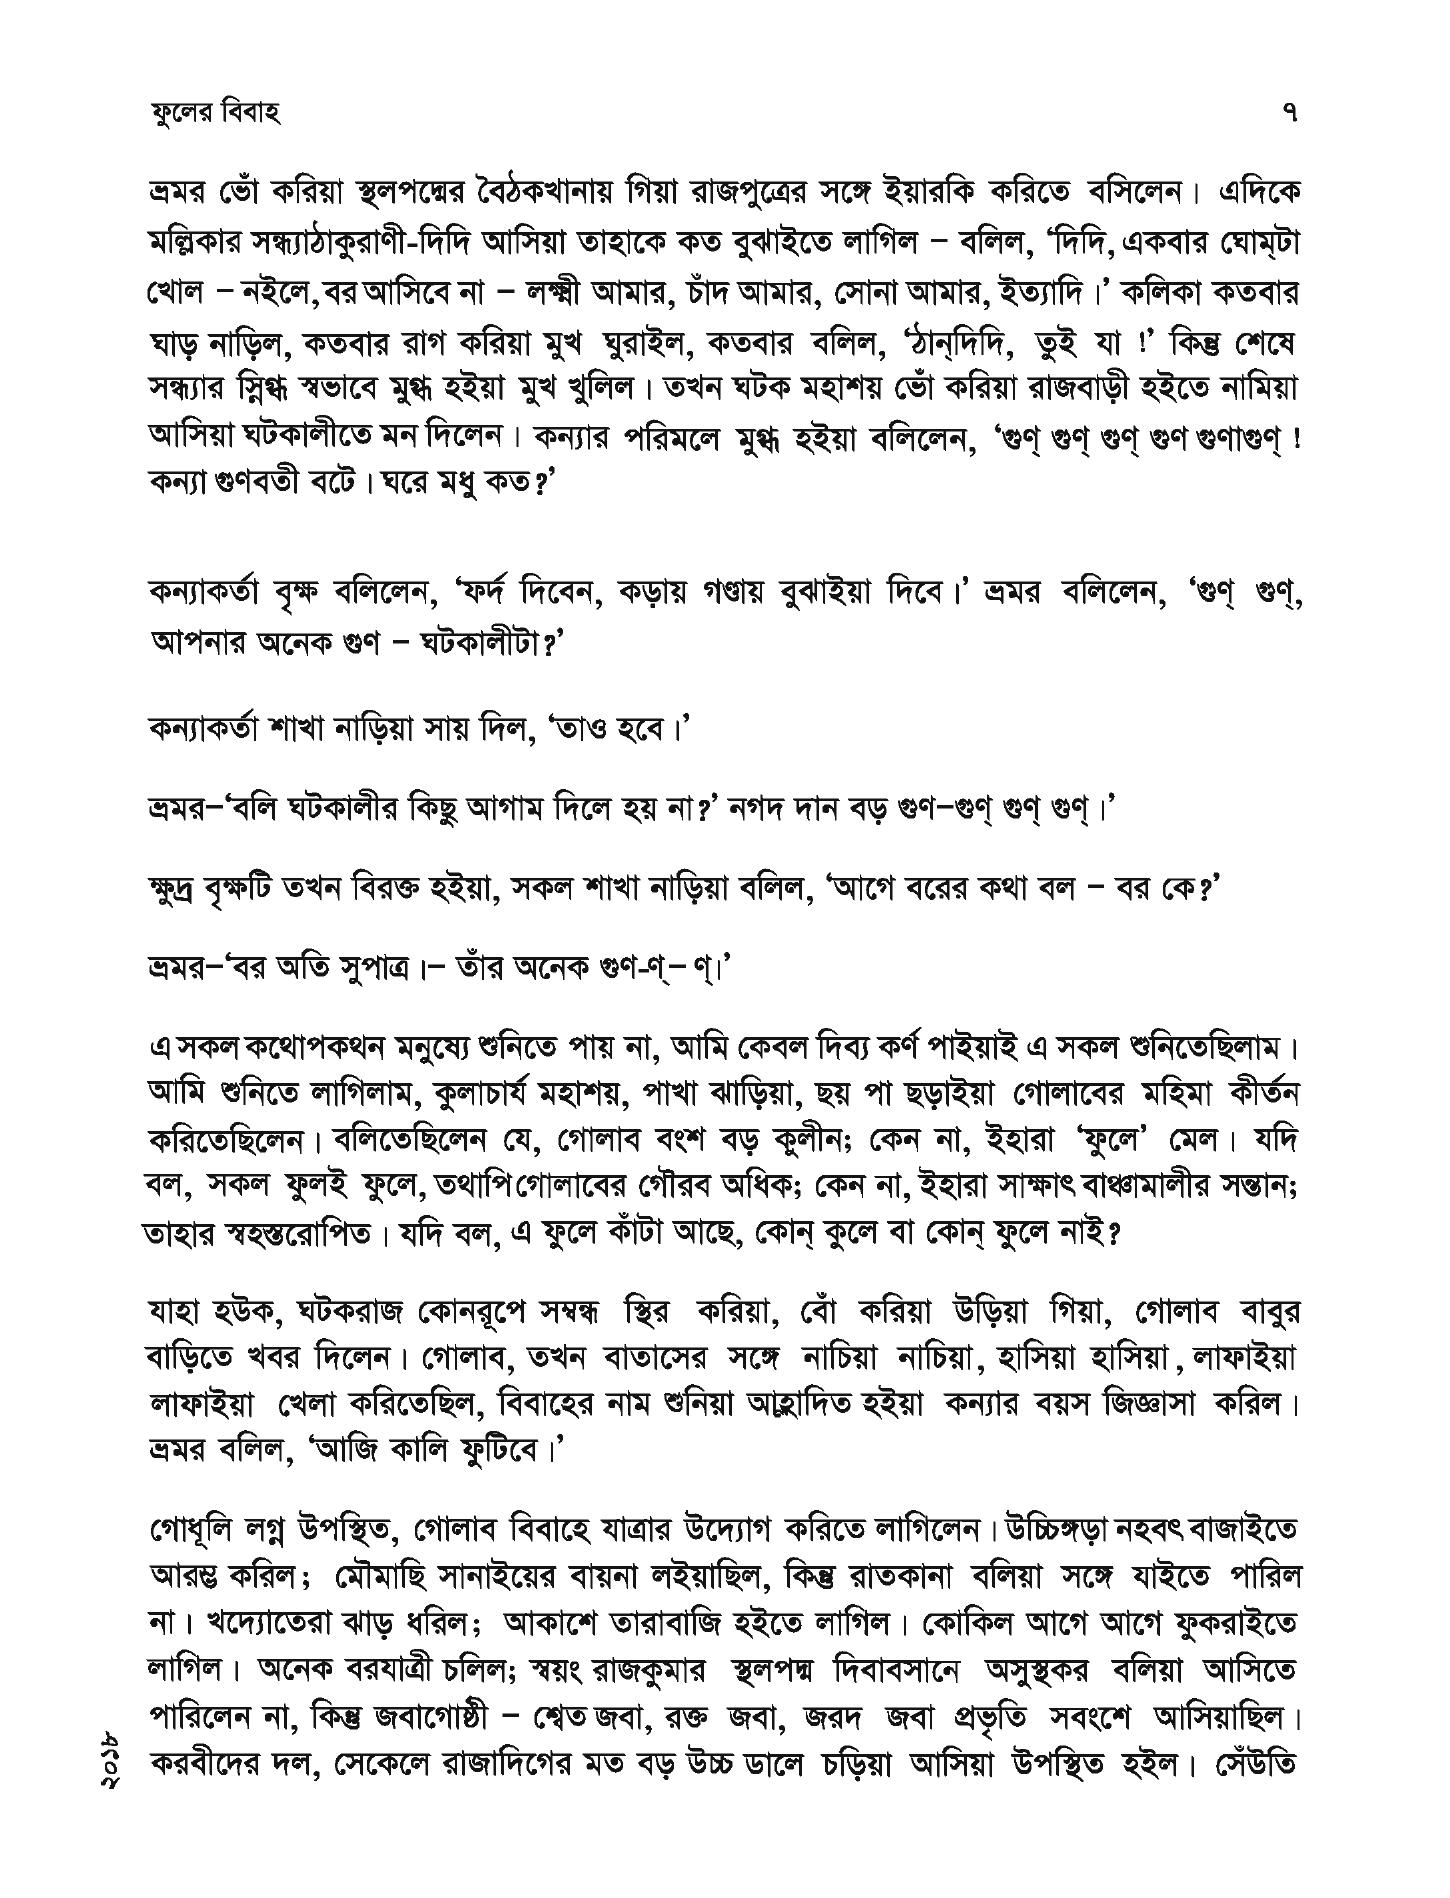 ফুলের বিবাহ ৭
ভ্রমর ভোঁ করিয়া স্থলপদ্মের বৈঠকখানায় গিয়া রাজপুত্রের সঙ্গে ইয়ারকি করিতে বসিলেন। এদিকে
মল্লিকার সন্ধ্যাঠাকুরাণী-দিদি আসিয়া তাহাকে কত বুঝাইতে লাগিল – বলিল, ‘দিদি, একবার ঘোম্‌টা
খোল – নইলে, বর আসিবে না – লক্ষ্মী আমার, চাঁদ আমার, সোনা আমার, ইত্যাদি।’ কলিকা কতবার
ঘাড় নাড়িল, কতবার রাগ করিয়া মুখ ঘুরাইল, কতবার বলিল, ‘ঠান্‌দিদি, তুই যা !’ কিন্তু শেষে
সন্ধ্যার স্নিগ্ধ স্বভাবে মুগ্ধ হইয়া মুখ খুলিল। তখন ঘটক মহাশয় ভোঁ করিয়া রাজবাড়ী হইতে নামিয়া
আসিয়া ঘটকালীতে মন দিলেন। কন্যার পরিমলে মুগ্ধ হইয়া বলিলেন, ‘গুণ্ গুণ্ গুণ্ গুণ গুণাগুণ্ !
কন্যা গুণবতী বটে। ঘরে মধু কত?’
কন্যাকর্তা বৃক্ষ বলিলেন, ‘ফর্দ দিবেন, কড়ায় গণ্ডায় বুঝাইয়া দিবে।’ ভ্রমর বলিলেন, ‘গুণ্ গুণ্,
আপনার অনেক গুণ – ঘটকালীটা?’
কন্যাকর্তা শাখা নাড়িয়া সায় দিল, ‘তাও হবে।’
ভ্রমর–‘বলি ঘটকালীর কিছু আগাম দিলে হয় না?’ নগদ দান বড় গুণ–গুণ্ গুণ্ গুণ্।’
ক্ষুদ্র বৃক্ষটি তখন বিরক্ত হইয়া, সকল শাখা নাড়িয়া বলিল, ‘আগে বরের কথা বল – বর কে?’
ভ্রমর–‘বর অতি সুপাত্র।– তাঁর অনেক গুণ-ণ্– ণ্।’
এ সকল কথোপকথন মনুষ্যে শুনিতে পায় না, আমি কেবল দিব্য কর্ণ পাইয়াই এ সকল শুনিতেছিলাম।
আমি শুনিতে লাগিলাম, কুলাচার্য মহাশয়, পাখা ঝাড়িয়া, ছয় পা ছড়াইয়া গোলাবের মহিমা কীর্তন
করিতেছিলেন। বলিতেছিলেন যে, গোলাব বংশ বড় কুলীন; কেন না, ইহারা ‘ফুলে’ মেল। যদি
বল, সকল ফুলই ফুলে, তথাপি গোলাবের গৌরব অধিক; কেন না, ইহারা সাক্ষাৎ বাঞ্ছামালীর সন্তান;
তাহার স্বহস্তরোপিত। যদি বল, এ ফুলে কাঁটা আছে, কোন্ কুলে বা কোন্ ফুলে নাই?
যাহা হউক, ঘটকরাজ কোনরূপে সম্বন্ধ স্থির করিয়া, বোঁ করিয়া উড়িয়া গিয়া, গোলাব বাবুর
বাড়িতে খবর দিলেন। গোলাব, তখন বাতাসের সঙ্গে নাচিয়া নাচিয়া, হাসিয়া হাসিয়া, লাফাইয়া
লাফাইয়া খেলা করিতেছিল, বিবাহের নাম শুনিয়া আহ্লাদিত হইয়া কন্যার বয়স জিজ্ঞাসা করিল।
ভ্রমর বলিল, ‘আজি কালি ফুটিবে।’
গোধূলি লগ্ন উপস্থিত, গোলাব বিবাহে যাত্রার উদ্যোগ করিতে লাগিলেন। উচ্চিঙ্গড়া নহবৎ বাজাইতে
আরম্ভ করিল; মৌমাছি সানাইয়ের বায়না লইয়াছিল, কিন্তু রাতকানা বলিয়া সঙ্গে যাইতে পারিল
না। খদ্যোতেরা ঝাড় ধরিল; আকাশে তারাবাজি হইতে লাগিল। কোকিল আগে আগে ফুকরাইতে
লাগিল। অনেক বরযাত্রী চলিল; স্বয়ং রাজকুমার স্থলপদ্ম দিবাবসানে অসুস্থকর বলিয়া আসিতে
পারিলেন না, কিন্তু জবাগোষ্ঠী – শ্বেত জবা, রক্ত জবা, জরদ জবা প্রভৃতি সবংশে আসিয়াছিল।
করবীদের দল, সেকেলে রাজাদিগের মত বড় উচ্চ ডালে চড়িয়া আসিয়া উপস্থিত হইল। সেঁউতি
২০১৮